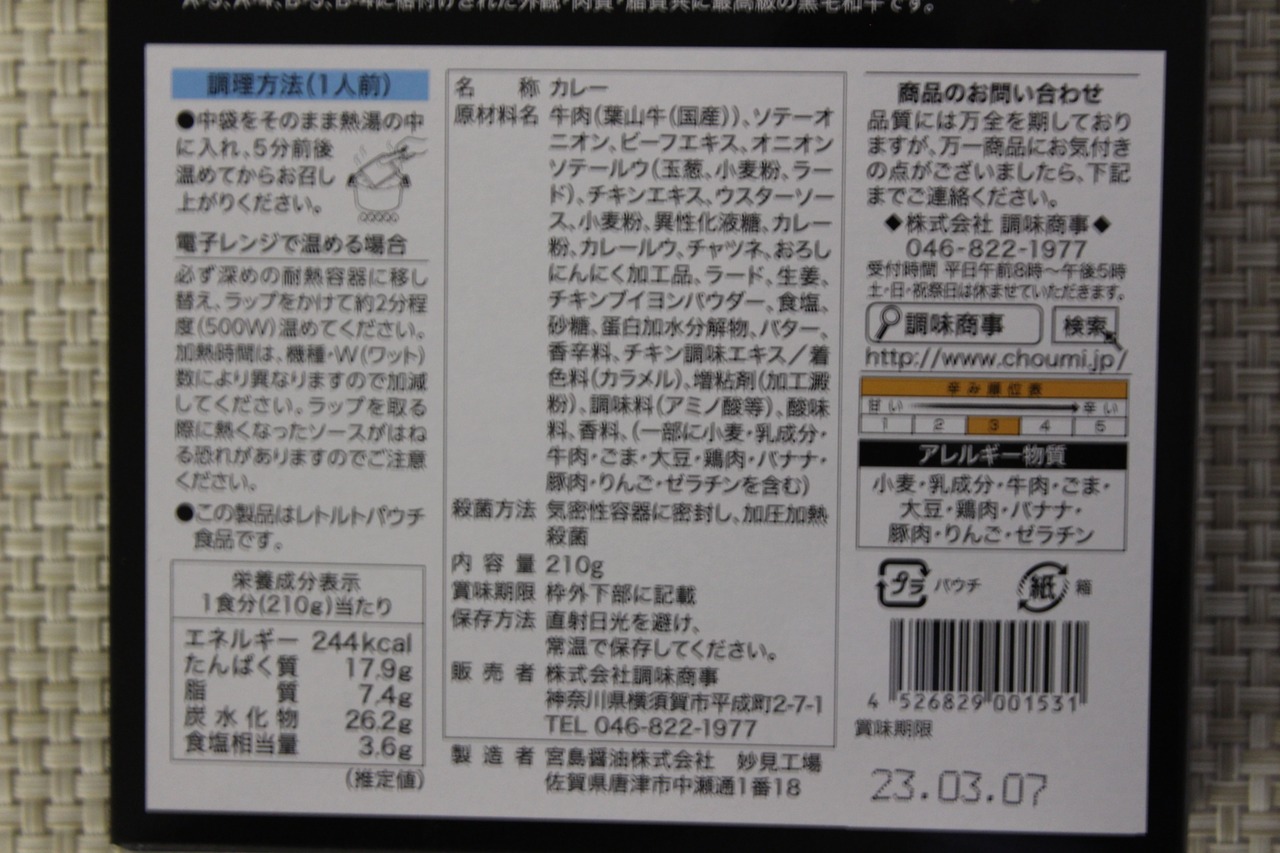 A-5、A-4、B-5、B-4に格付けされた外観・肉質・脂質共に最高級の黒毛和牛です。
調理方法(1人前)
●中袋をそのまま熱湯の中
に入れ、5分前後
温めてからお召し
上がりください。
電子レンジで温める場合
必ず深めの耐熱容器に移し
替え、ラップをかけて約2分程
度(500W)温めてください。
加熱時間は、機種・W(ワット)
数により異なりますので加減
してください。ラップを取る
際に熱くなったソースがはね
る恐れがありますのでご注意
ください。
●この製品はレトルトパウチ
食品です。
栄養成分表示
1食分(210g)当たり
エネルギー 244kcal
たんぱく質 17.9g
脂質 7.4g
炭水化物 26.2g
食塩相当量 3.6g
(推定値)
名称 カレー
原材料名 牛肉(葉山牛(国産))、ソテーオ
ニオン、ビーフエキス、オニオン
ソテールウ(玉葱、小麦粉、ラー
ド)、チキンエキス、ウスターソー
ス、小麦粉、異性化液糖、カレー
粉、カレールウ、チャツネ、おろし
にんにく加工品、ラード、生姜、
チキンブイヨンパウダー、食塩、
砂糖、蛋白加水分解物、バター、
香辛料、チキン調味エキス/着
色料(カラメル)、増粘剤(加工澱
粉)、調味料(アミノ酸等)、酸味
料、香料、(一部に小麦・乳成分・
牛肉・ごま・大豆・鶏肉・バナナ・
豚肉・りんご・ゼラチンを含む)
殺菌方法 気密性容器に密封し、加圧加熱
殺菌
内容量 210g
賞味期限 枠外下部に記載
保存方法 直射日光を避け、
常温で保存してください。
販売者 株式会社調味商事
神奈川県横須賀市平成町2-7-1
TEL 046-822-1977
製造者 宮島醤油株式会社 妙見工場
佐賀県唐津市中瀬通1番18
商品のお問い合わせ
品質には万全を期しており
ますが、万一商品にお気付き
の点がございましたら、下記
までご連絡ください。
◆株式会社 調味商事◆
046-822-1977
受付時間 平日午前8時~午後5時
土・日・祝祭日は休ませていただきます。
調味商事 検索
http://www.choumi.jp/
辛み順位表
甘い 辛い
1 2 3 4 5
アレルギー物質
小麦・乳成分・牛肉・ごま・
大豆・鶏肉・バナナ・
豚肉・りんご・ゼラチン
プラ パウチ 紙 箱
4 526829 001531
賞味期限
23.03.07